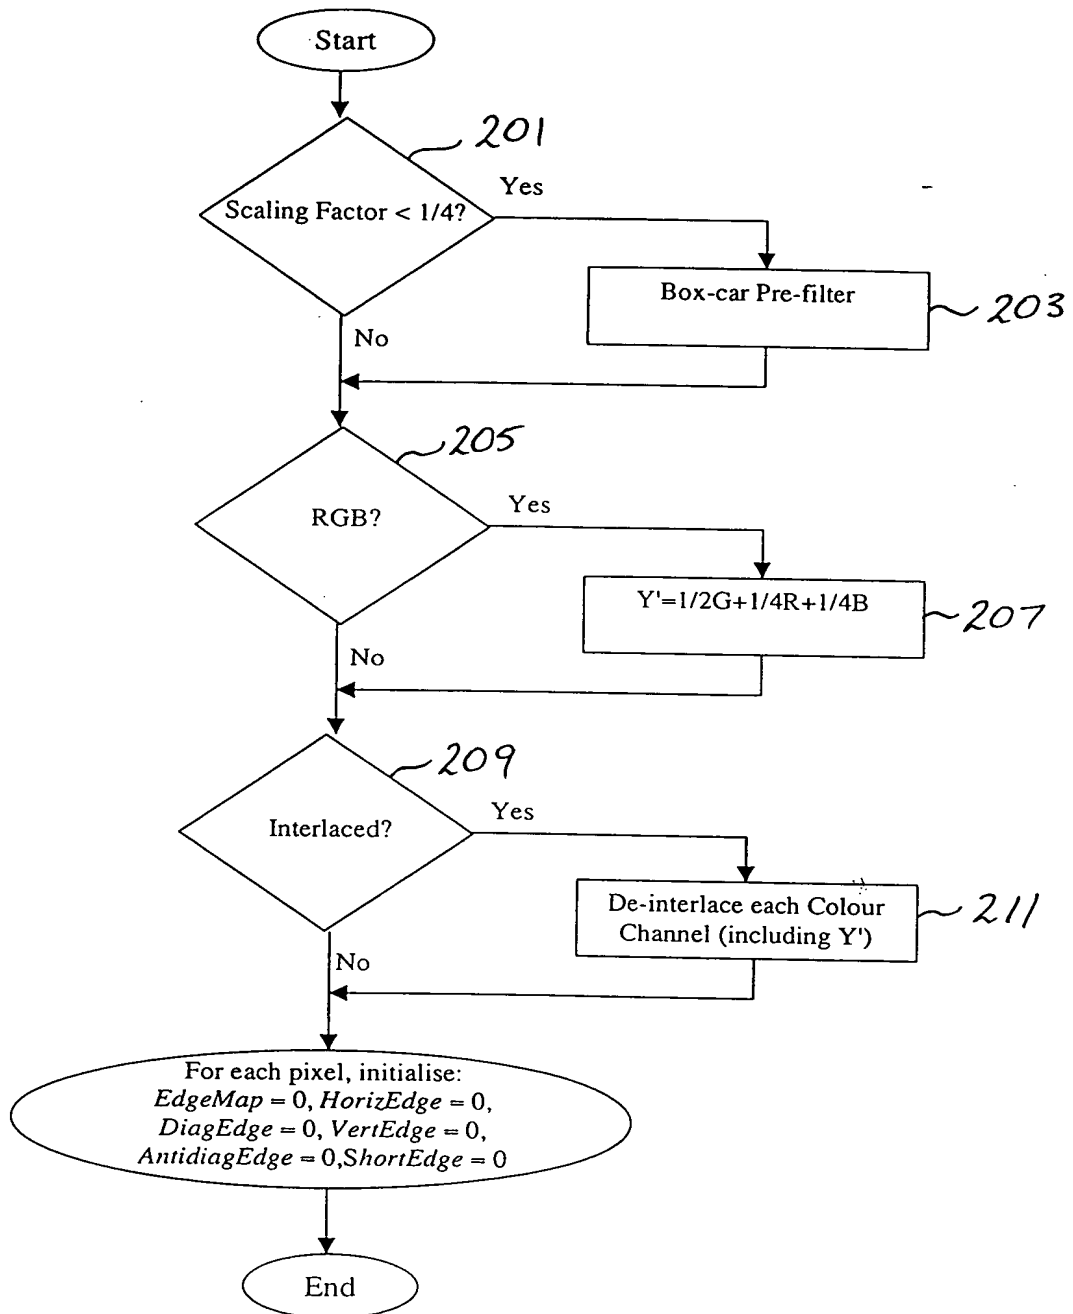 Start
201
Scaling Factor < 1/4?
Yes
Box-car Pre-filter
203
No
205
RGB?
Yes
Y'=1/2G+1/4R+1/4B
207
No
209
Interlaced?
Yes
De-interlace each Colour
Channel (including Y')
211
No
For each pixel, initialise:
EdgeMap = 0, HorizEdge = 0,
DiagEdge = 0, VertEdge = 0,
AntidiagEdge = 0,ShortEdge = 0
End